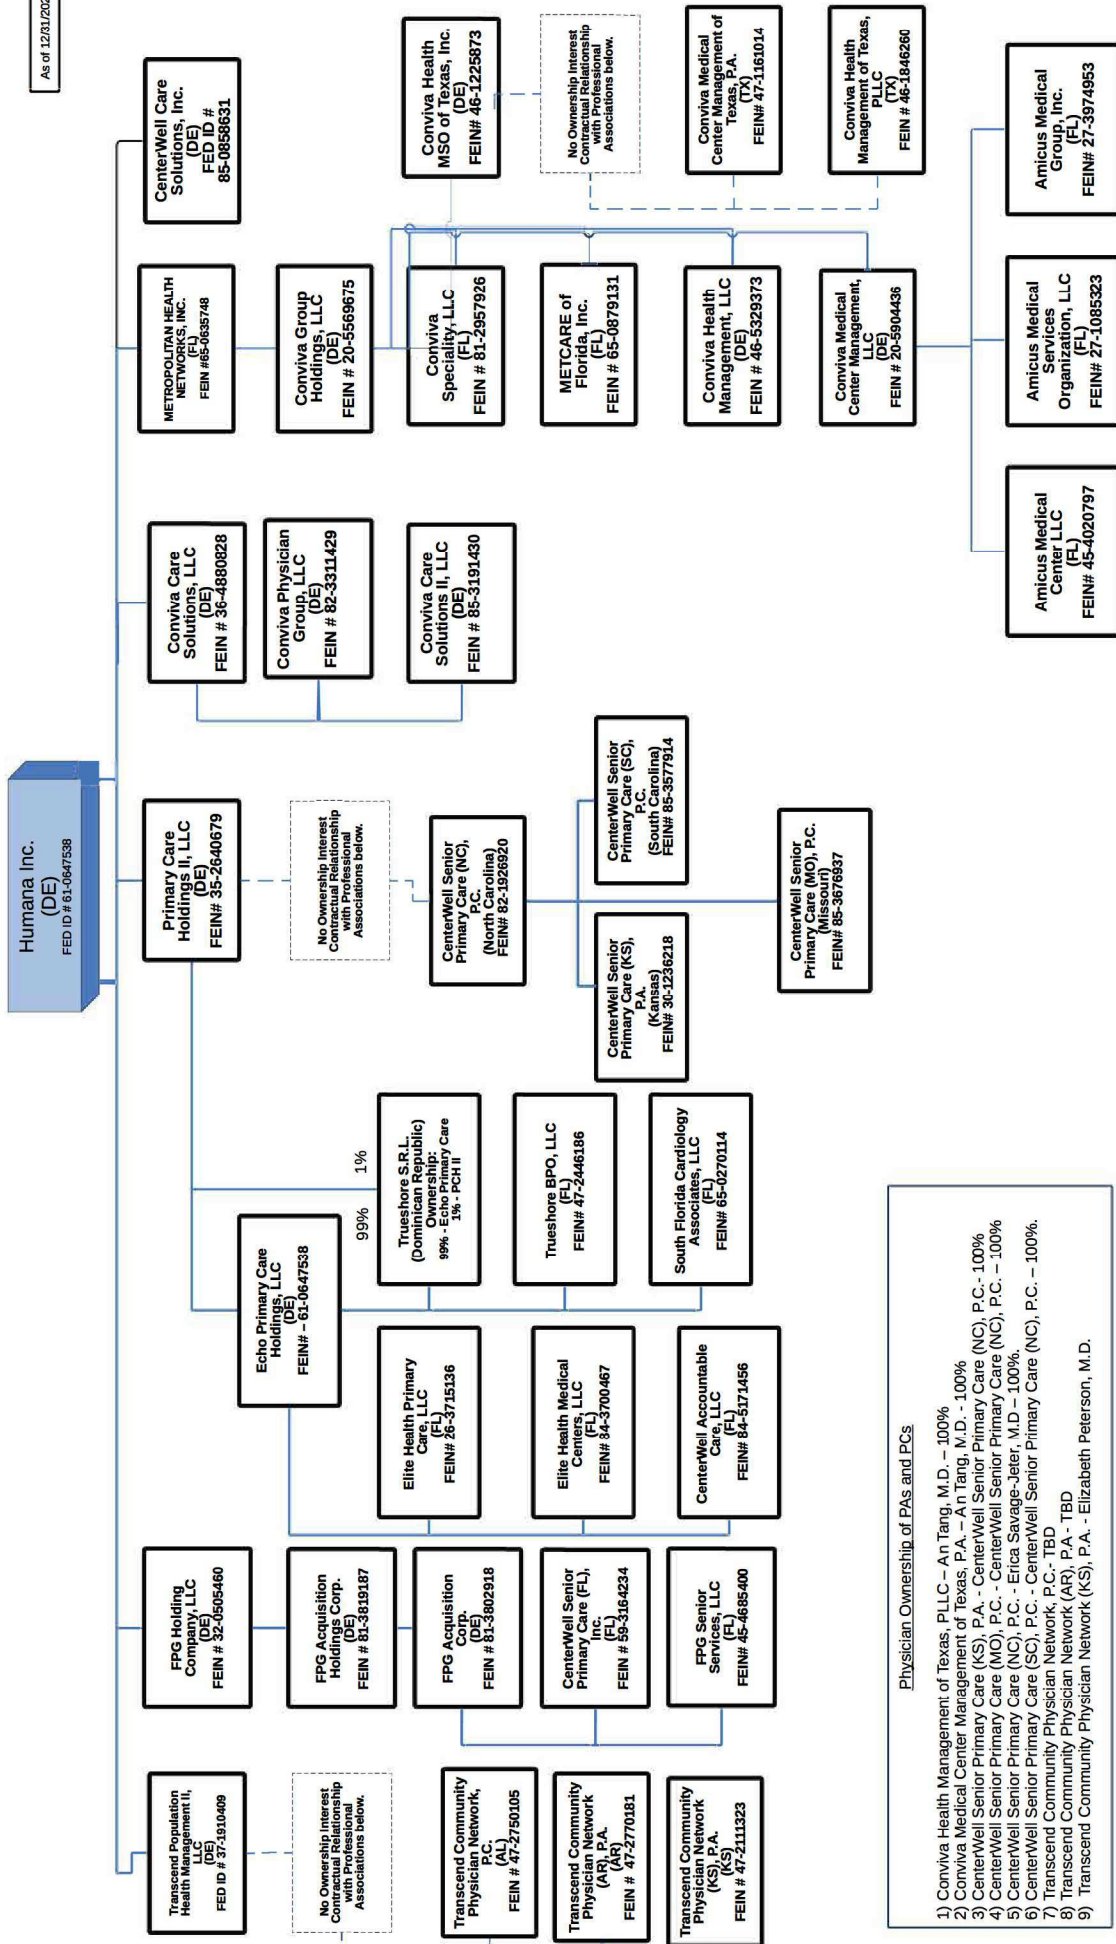 As of 12/31/202
Humana Inc.
(DE)
FED ID # 61-0647538
Transcend Population
Health Management II,
LLC
(DE)
FED ID # 37-1910409
No Ownership Interest
Contractual Relationship
with Professional
Associations below.
Transcend Community
Physician Network,
P.C.
(AL)
FEIN # 47-2750105
Transcend Community
Physician Network
(AR), P.A.
(AR)
FEIN # 47-2770181
Transcend Community
Physician Network
(KS), P.A.
(KS)
FEIN # 47-2111323
FPG Holding
Company, LLC
(DE)
FEIN # 32-0505460
FPG Acquisition
Holdings Corp.
(DE)
FEIN # 81-3819187
FPG Acquisition
Corp.
(DE)
FEIN # 81-3802918
CenterWell Senior
Primary Care (FL),
Inc.
(FL)
FEIN # 59-3164234
FPG Senior
Services, LLC
(FL)
FEIN# 45-4685400
Echo Primary Care
Holdings, LLC
(DE)
FEIN# – 61-0647538
Elite Health Primary
Care, LLC
(FL)
FEIN# 26-3715136
Elite Health Medical
Centers, LLC
(FL)
FEIN# 84-3700467
CenterWell Accountable
Care, LLC
(FL)
FEIN# 84-5171456
99%
1%
Trueshore S.R.L.
(Dominican Republic)
Ownership:
99% - Echo Primary Care
1% - PCH II
Trueshore BPO, LLC
(FL)
FEIN# 47-2446186
South Florida Cardiology
Associates, LLC
(FL)
FEIN# 65-0270114
Primary Care
Holdings II, LLC
(DE)
FEIN# 35-2640679
No Ownership Interest
Contractual Relationship
with Professional
Associations below.
CenterWell Senior
Primary Care (NC),
P.C.
(North Carolina)
FEIN# 82-1926920
CenterWell Senior
Primary Care (KS),
P.A.
(Kansas)
FEIN# 30-1236218
CenterWell Senior
Primary Care (SC),
P.C.
(South Carolina)
FEIN# 85-3577914
CenterWell Senior
Primary Care (MO), P.C.
(Missouri)
FEIN# 85-3676937
Conviva Care
Solutions, LLC
(DE)
FEIN # 36-4880828
Conviva Physician
Group, LLC
(DE)
FEIN # 82-3311429
Conviva Care
Solutions II, LLC
(DE)
FEIN # 85-3191430
METROPOLITAN HEALTH
NETWORKS, INC.
(FL)
FEIN #65-0635748
Conviva Group
Holdings, LLC
(DE)
FEIN # 20-5569675
Conviva
Speciality, LLC
(FL)
FEIN # 81-2957926
METCARE of
Florida, Inc.
(FL)
FEIN # 65-0879131
Conviva Health
Management, LLC
(DE)
FEIN # 46-5329373
Conviva Medical
Center Management,
LLC
(DE)
FEIN # 20-5904436
Amicus Medical
Center LLC
(FL)
FEIN# 45-4020797
Amicus Medical
Services
Organization, LLC
(FL)
FEIN# 27-1085323
Amicus Medical
Group, Inc.
(FL)
FEIN# 27-3974953
CenterWell Care
Solutions, Inc.
(DE)
FED ID #
85-0858631
Conviva Health
MSO of Texas, Inc.
(DE)
FEIN# 46-1225873
No Ownership Interest
Contractual Relationship
with Professional
Associations below.
Conviva Medical
Center Management of
Texas, P.A.
(TX)
FEIN# 47-1161014
Conviva Health
Management of Texas,
PLLC
(TX)
FEIN # 46-1846260
Physician Ownership of PAs and PCs
1) Conviva Health Management of Texas, PLLC – An Tang, M.D. – 100%
2) Conviva Medical Center Management of Texas, P.A. – An Tang, M.D. - 100%
3) CenterWell Senior Primary Care (KS), P.A. - CenterWell Senior Primary Care (NC), P.C.- 100%
4) CenterWell Senior Primary Care (MO), P.C. - CenterWell Senior Primary Care (NC), P.C. – 100%
5) CenterWell Senior Primary Care (NC), P.C. - Erica Savage-Jeter, M.D – 100%.
6) CenterWell Senior Primary Care (SC), P.C. - CenterWell Senior Primary Care (NC), P.C. – 100%.
7) Transcend Community Physician Network, P.C.- TBD
8) Transcend Community Physician Network (AR), P.A - TBD
9) Transcend Community Physician Network (KS), P.A. - Elizabeth Peterson, M.D.